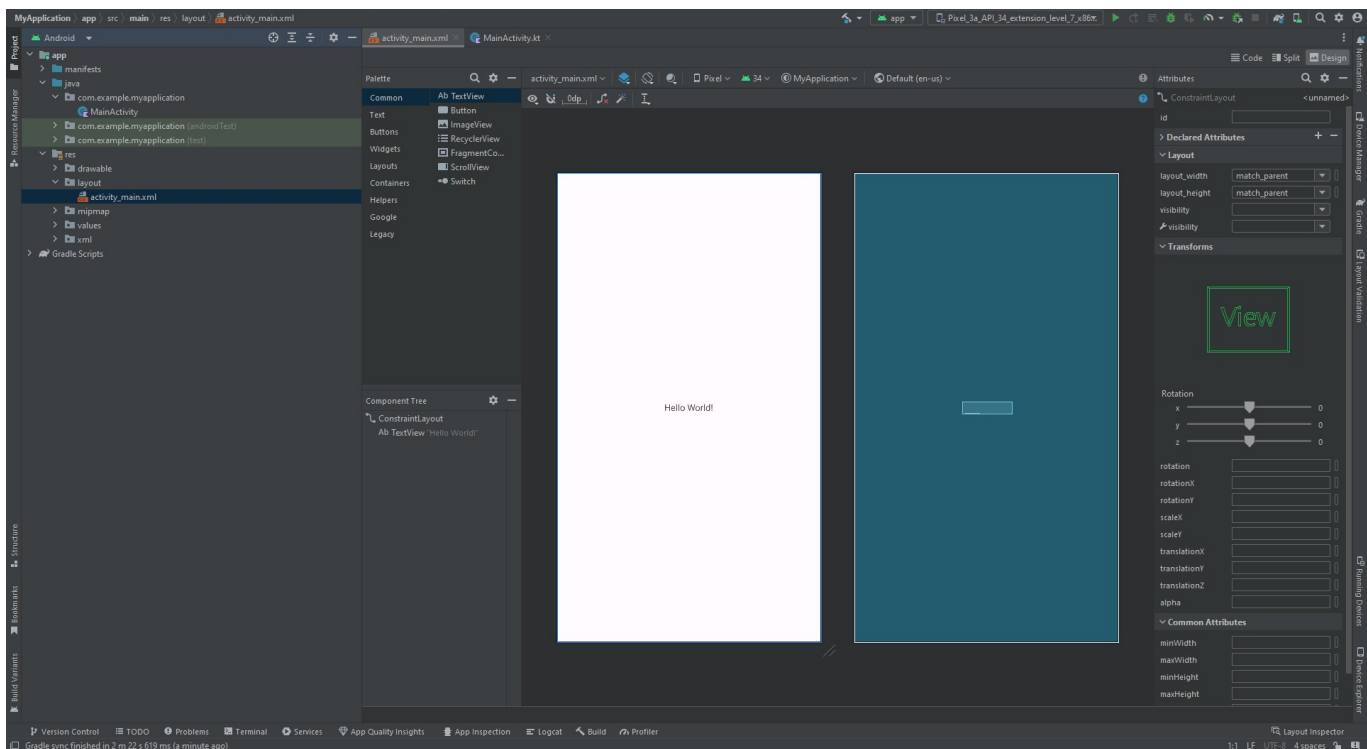 MyApplication app src main res layout activity_main.xml
app
Pixel_3a_API_34_extension_level_7_x86
Project
Android
activity_main.xml
MainActivity.kt
app
manifests
java
com.example.myapplication
MainActivity
com.example.myapplication (androidTest)
com.example.myapplication (test)
res
drawable
layout
activity_main.xml
mipmap
values
xml
Gradle Scripts
Resource Manager
Structure
Bookmarks
Build Variants
Code Split Design
Palette
Common
Text
Buttons
Widgets
Layouts
Containers
Helpers
Google
Legacy
Ab TextView
Button
ImageView
RecyclerView
FragmentCo...
ScrollView
Switch
activity_main.xml
Pixel
34
MyApplication
Default (en-us)
0dp
Component Tree
ConstraintLayout
Ab TextView "Hello World!"
Hello World!
Attributes
ConstraintLayout <unnamed>
id
Declared Attributes
Layout
layout_width match_parent
layout_height match_parent
visibility
visibility
Transforms
View
Rotation
x 0
y 0
z 0
rotation
rotationX
rotationY
scaleX
scaleY
translationX
translationY
translationZ
alpha
Common Attributes
minWidth
maxWidth
minHeight
maxHeight
Notifications
Device Manager
Gradle
Layout Validation
Running Devices
Device Explorer
Version Control TODO Problems Terminal Services App Quality Insights App Inspection Logcat Build Profiler
Layout Inspector
Gradle sync finished in 2 m 22 s 619 ms (a minute ago)
1:1 LF UTF-8 4 spaces